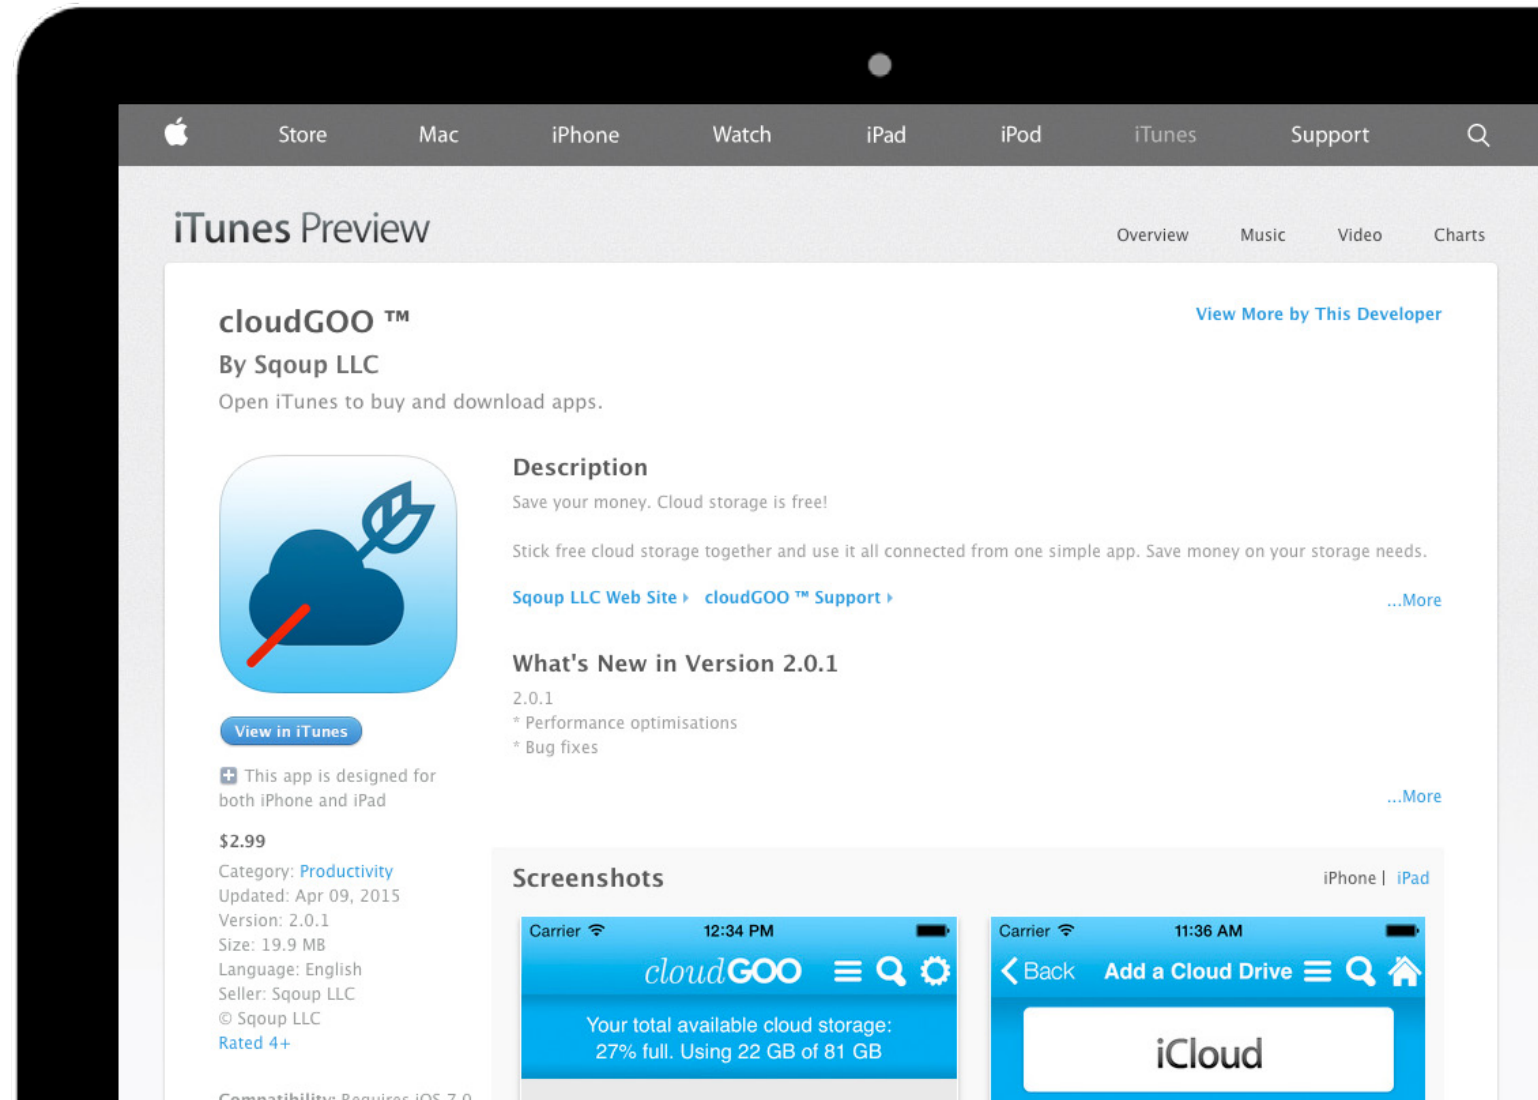 Store Mac iPhone Watch iPad iPod iTunes Support
iTunes Preview
Overview Music Video Charts
cloudGOO ™
View More by This Developer
By Sqoup LLC
Open iTunes to buy and download apps.
Description
Save your money. Cloud storage is free!
Stick free cloud storage together and use it all connected from one simple app. Save money on your storage needs.
Sqoup LLC Web Site cloudGOO ™ Support
...More
What's New in Version 2.0.1
2.0.1
* Performance optimisations
* Bug fixes
...More
View in iTunes
This app is designed for
both iPhone and iPad
$2.99
Category: Productivity
Updated: Apr 09, 2015
Version: 2.0.1
Size: 19.9 MB
Language: English
Seller: Sqoup LLC
© Sqoup LLC
Rated 4+
Compatibility: Requires iOS 7.0
Screenshots
iPhone | iPad
Carrier 12:34 PM
cloudGOO
Your total available cloud storage:
27% full. Using 22 GB of 81 GB
Carrier 11:36 AM
Back Add a Cloud Drive
iCloud